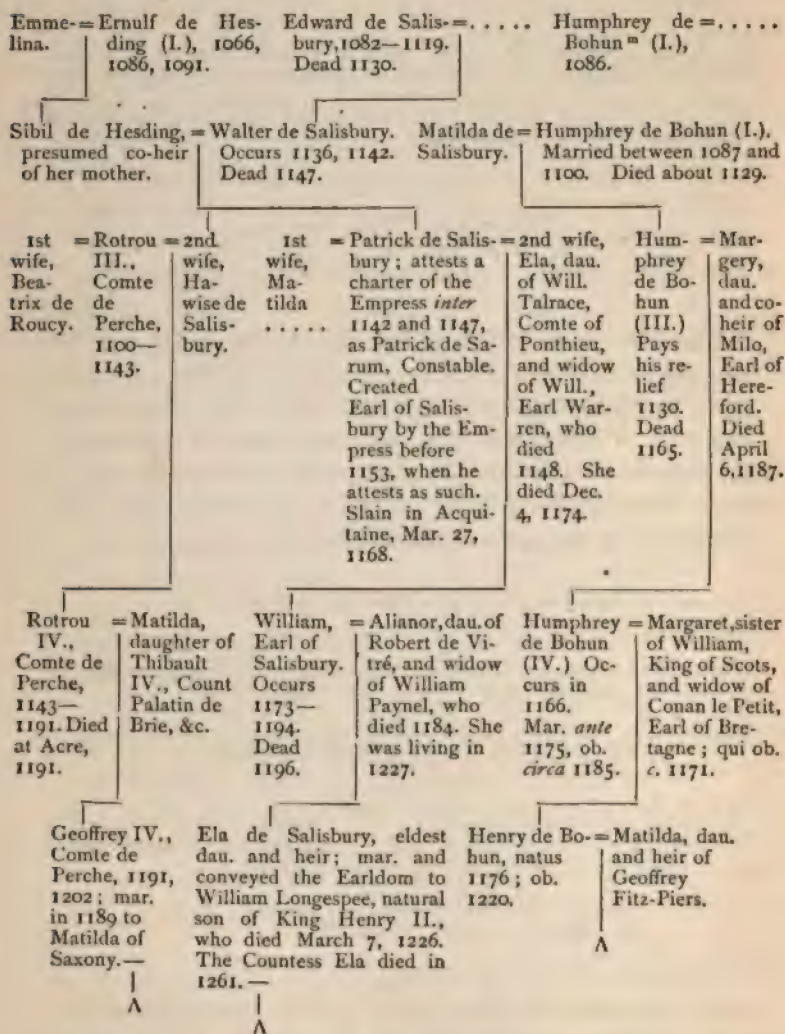 Emme-
lina.
= Ernulf de Hes-
ding (I.), 1066,
1086, 1091.
Edward de Salis-
bury, 1082—1119.
Dead 1130.
= . . . . .
Humphrey de
Bohun m (I.),
1086.
= . . . . .
Sibil de Hesding,
presumed co-heir
of her mother.
= Walter de Salisbury.
Occurs 1136, 1142.
Dead 1147.
Matilda de
Salisbury.
= Humphrey de Bohun (I.).
Married between 1087 and
1100. Died about 1129.
1st
wife,
Bea-
trix de
Roucy.
= Rotrou
III.,
Comte
de
Perche,
1100—
1143.
= 2nd
wife,
Ha-
wise de
Salis-
bury.
1st
wife,
Ma-
tilda
. . . . .
= Patrick de Salis-
bury; attests a
charter of the
Empress inter
1142 and 1147,
as Patrick de Sa-
rum, Constable.
Created
Earl of Salis-
bury by the Em-
press before
1153, when he
attests as such.
Slain in Acqui-
taine, Mar. 27,
1168.
= 2nd wife,
Ela, dau.
of Will.
Talrace,
Comte of
Ponthieu,
and widow
of Will.,
Earl War-
ren, who
died
1148. She
died Dec.
4, 1174.
Hum-
phrey
de Bo-
hun
(III.)
Pays
his re-
lief
1130.
Dead
1165.
= Mar-
gery,
dau.
and co-
heir of
Milo,
Earl of
Here-
ford.
Died
April
6, 1187.
Rotrou
IV.,
Comte de
Perche,
1143—
1191. Died
at Acre,
1191.
= Matilda,
daughter of
Thibault
IV., Count
Palatin de
Brie, &c.
William,
Earl of
Salisbury.
Occurs
1173—
1194.
Dead
1196.
= Alianor, dau. of
Robert de Vi-
tré, and widow
of William
Paynel, who
died 1184. She
was living in
1227.
Humphrey
de Bohun
(IV.) Oc-
curs in
1166.
Mar. ante
1175, ob.
circa 1185.
= Margaret, sister
of William,
King of Scots,
and widow of
Conan le Petit,
Earl of Bre-
tagne; qui ob.
c. 1171.
Geoffrey IV.,
Comte de
Perche, 1191,
1202; mar.
in 1189 to
Matilda of
Saxony.—
Ela de Salisbury, eldest
dau. and heir; mar. and
conveyed the Earldom to
William Longespee, natural
son of King Henry II.,
who died March 7, 1226.
The Countess Ela died in
1261.—
Henry de Bo-
hun, natus
1176; ob.
1220.
= Matilda, dau.
and heir of
Geoffrey
Fitz-Piers.